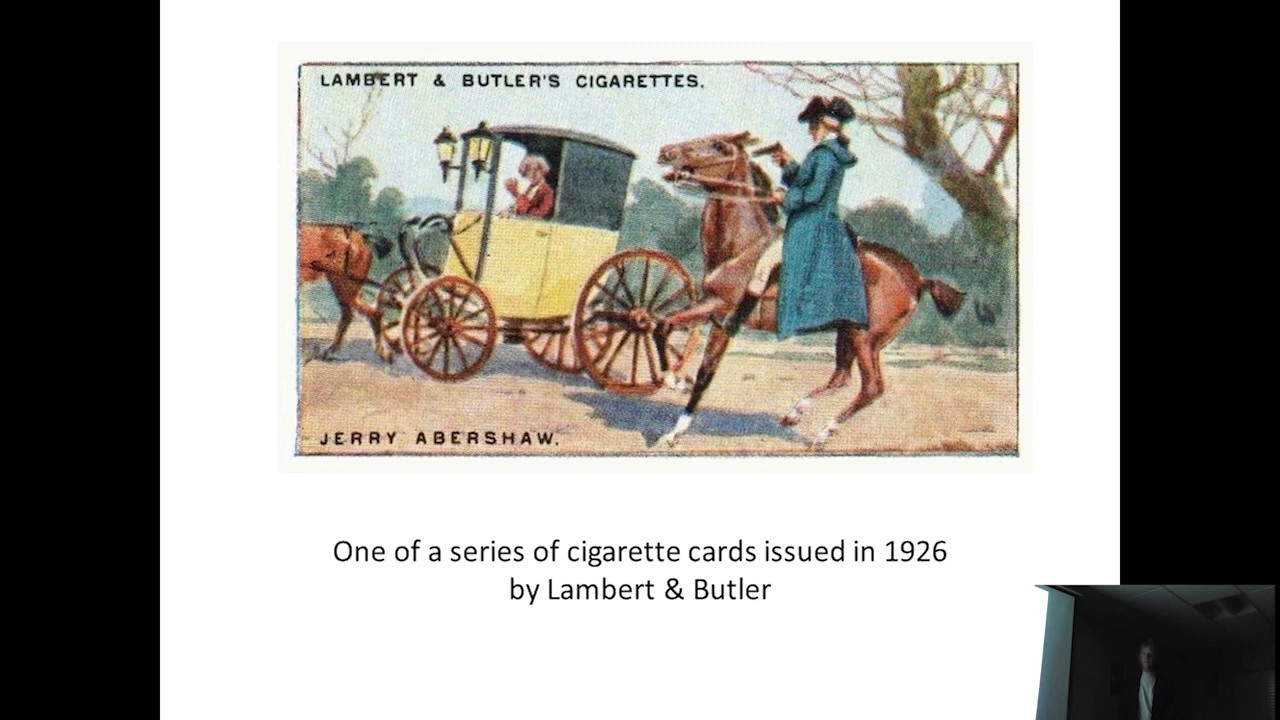 LAMBERT & BUTLER'S CIGARETTES.
JERRY ABERSHAW.
One of a series of cigarette cards issued in 1926
by Lambert & Butler